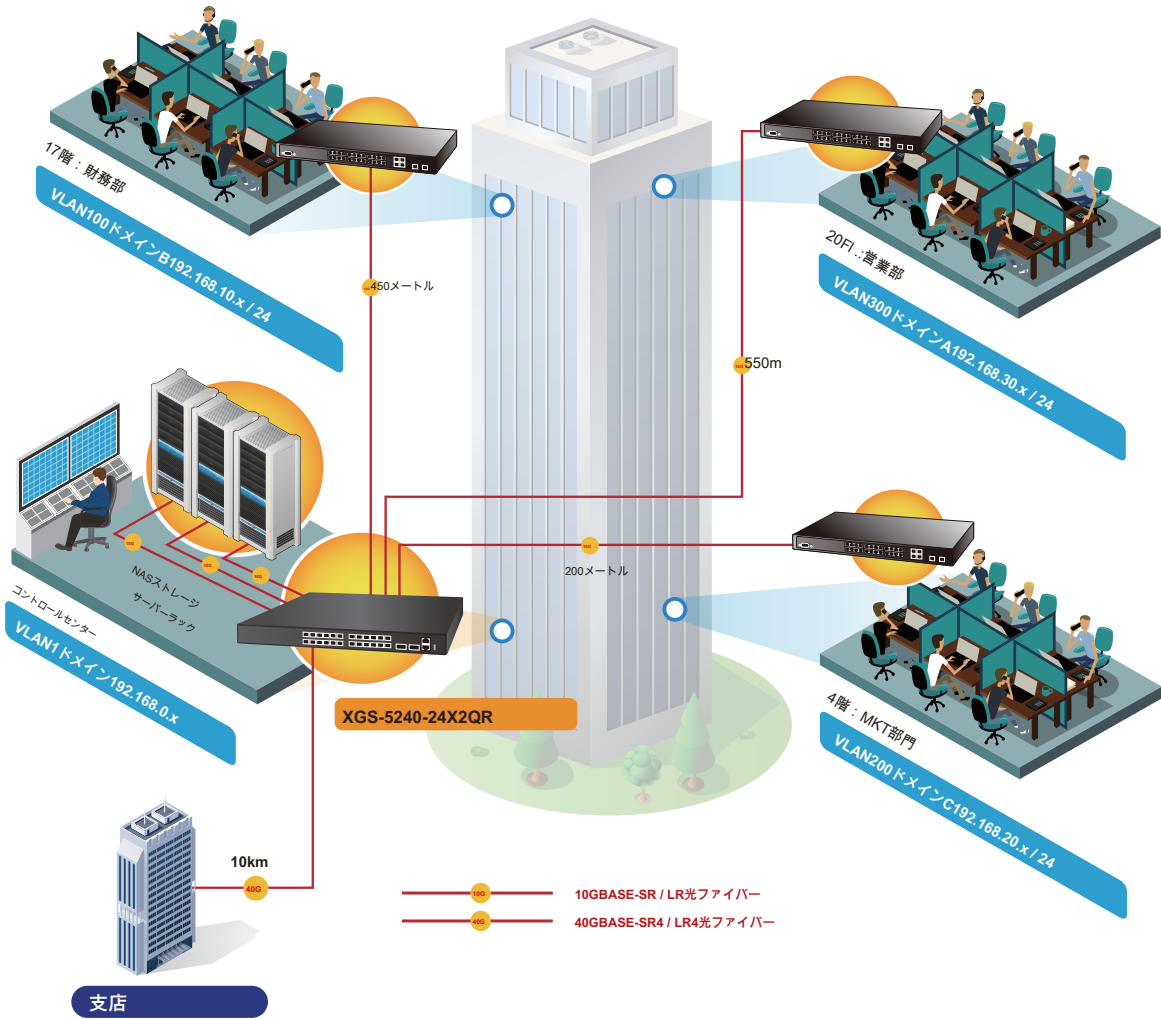 17階：財務部
VLAN100ドメインB192.168.10.x / 24
450メートル
20Fl .:営業部
VLAN300ドメインA192.168.30.x / 24
550m
NASストレージ
サーバーラック
コントロールセンター
VLAN1ドメイン192.168.0.x
10G
10G
10G
10G
200メートル
XGS-5240-24X2QR
4階：MKT部門
VLAN200ドメインC192.168.20.x / 24
10km
40G
10G
10GBASE-SR / LR光ファイバー
40G
40GBASE-SR4 / LR4光ファイバー
支店